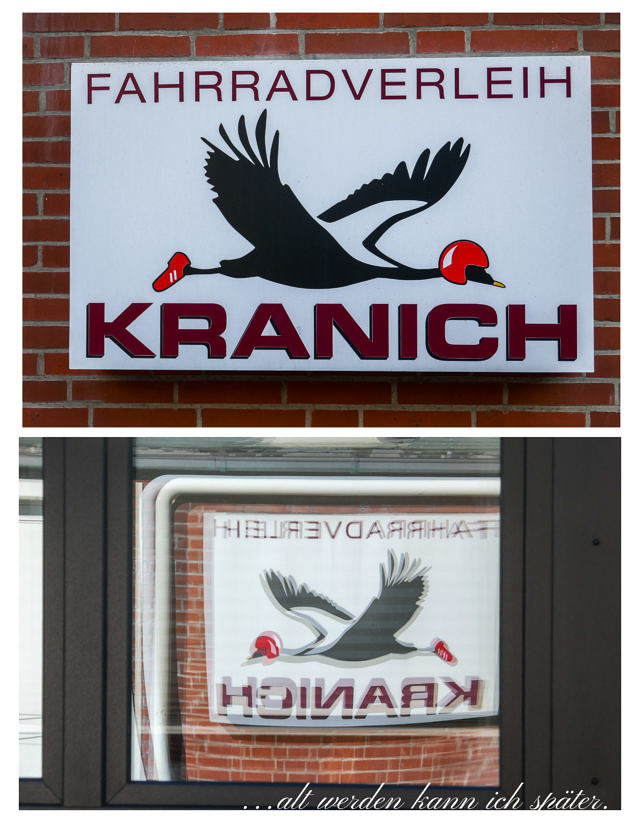 FAHRRADVERLEIH
KRANICH
FAHRRADVERLEIH
KRANICH
...alt werden kann ich später.